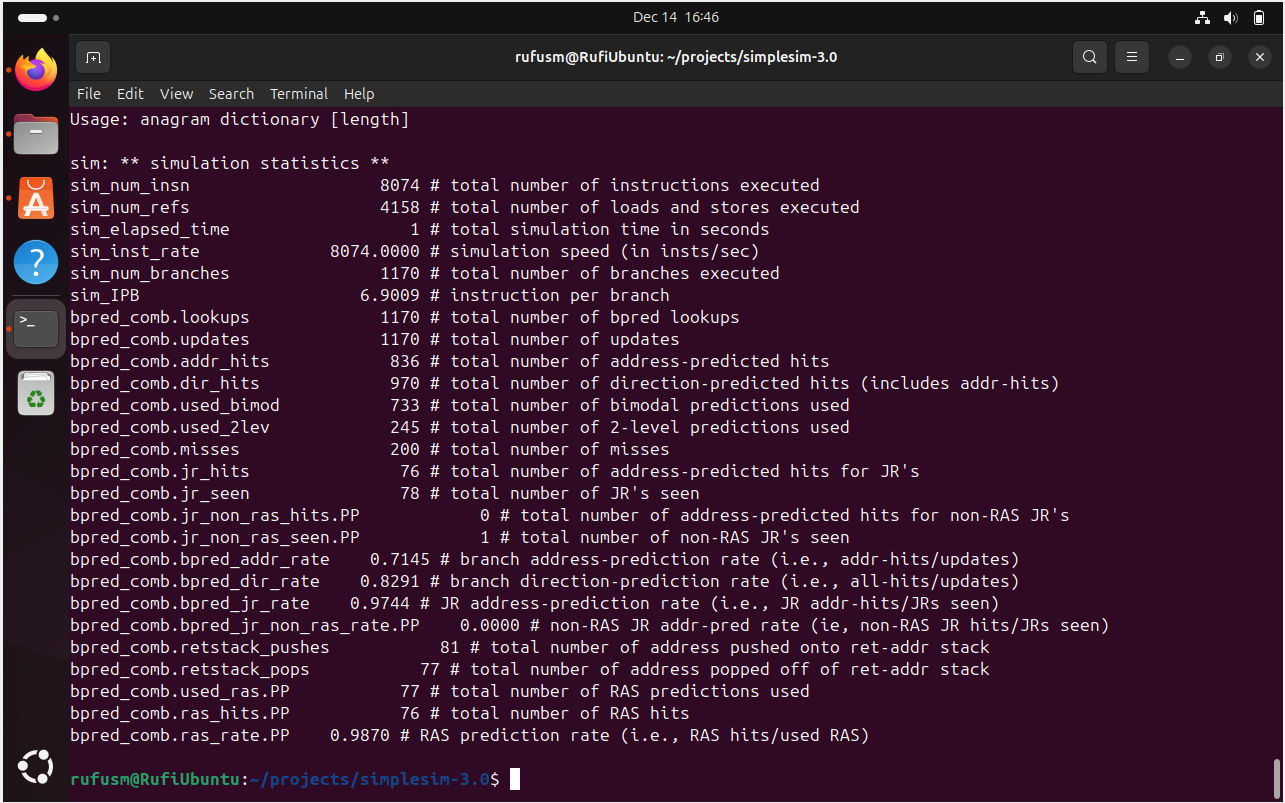 Dec 14 16:46
rufusm@RufiUbuntu: ~/projects/simplesim-3.0
File Edit View Search Terminal Help
Usage: anagram dictionary [length]
sim: ** simulation statistics **
sim_num_insn 8074 # total number of instructions executed
sim_num_refs 4158 # total number of loads and stores executed
sim_elapsed_time 1 # total simulation time in seconds
sim_inst_rate 8074.0000 # simulation speed (in insts/sec)
sim_num_branches 1170 # total number of branches executed
sim_IPB 6.9009 # instruction per branch
bpred_comb.lookups 1170 # total number of bpred lookups
bpred_comb.updates 1170 # total number of updates
bpred_comb.addr_hits 836 # total number of address-predicted hits
bpred_comb.dir_hits 970 # total number of direction-predicted hits (includes addr-hits)
bpred_comb.used_bimod 733 # total number of bimodal predictions used
bpred_comb.used_2lev 245 # total number of 2-level predictions used
bpred_comb.misses 200 # total number of misses
bpred_comb.jr_hits 76 # total number of address-predicted hits for JR's
bpred_comb.jr_seen 78 # total number of JR's seen
bpred_comb.jr_non_ras_hits.PP 0 # total number of address-predicted hits for non-RAS JR's
bpred_comb.jr_non_ras_seen.PP 1 # total number of non-RAS JR's seen
bpred_comb.bpred_addr_rate 0.7145 # branch address-prediction rate (i.e., addr-hits/updates)
bpred_comb.bpred_dir_rate 0.8291 # branch direction-prediction rate (i.e., all-hits/updates)
bpred_comb.bpred_jr_rate 0.9744 # JR address-prediction rate (i.e., JR addr-hits/JRs seen)
bpred_comb.bpred_jr_non_ras_rate.PP 0.0000 # non-RAS JR addr-pred rate (ie, non-RAS JR hits/JRs seen)
bpred_comb.retstack_pushes 81 # total number of address pushed onto ret-addr stack
bpred_comb.retstack_pops 77 # total number of address popped off of ret-addr stack
bpred_comb.used_ras.PP 77 # total number of RAS predictions used
bpred_comb.ras_hits.PP 76 # total number of RAS hits
bpred_comb.ras_rate.PP 0.9870 # RAS prediction rate (i.e., RAS hits/used RAS)
rufusm@RufiUbuntu:~/projects/simplesim-3.0$